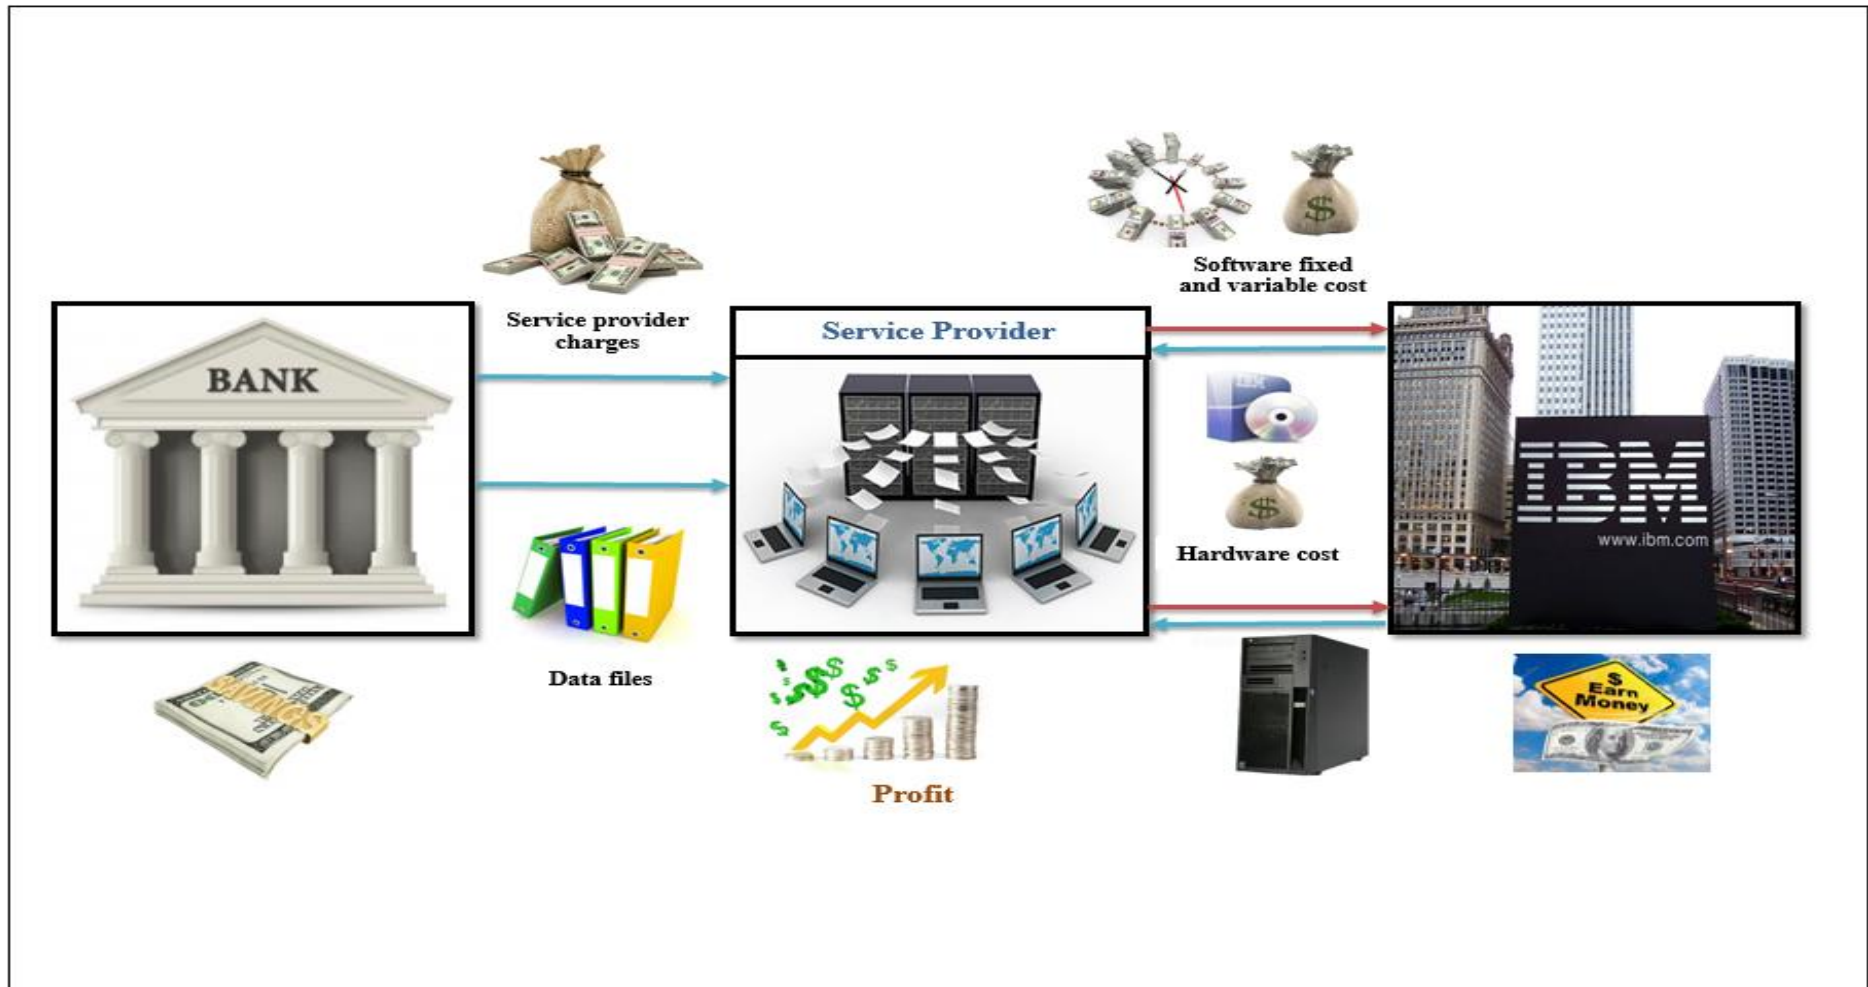 Software fixed
and variable cost
Service provider
charges
Service Provider
BANK
IBM
www.ibm.com
$
$
Hardware cost
Data files
SAVINGS
$
Earn
Money
Profit